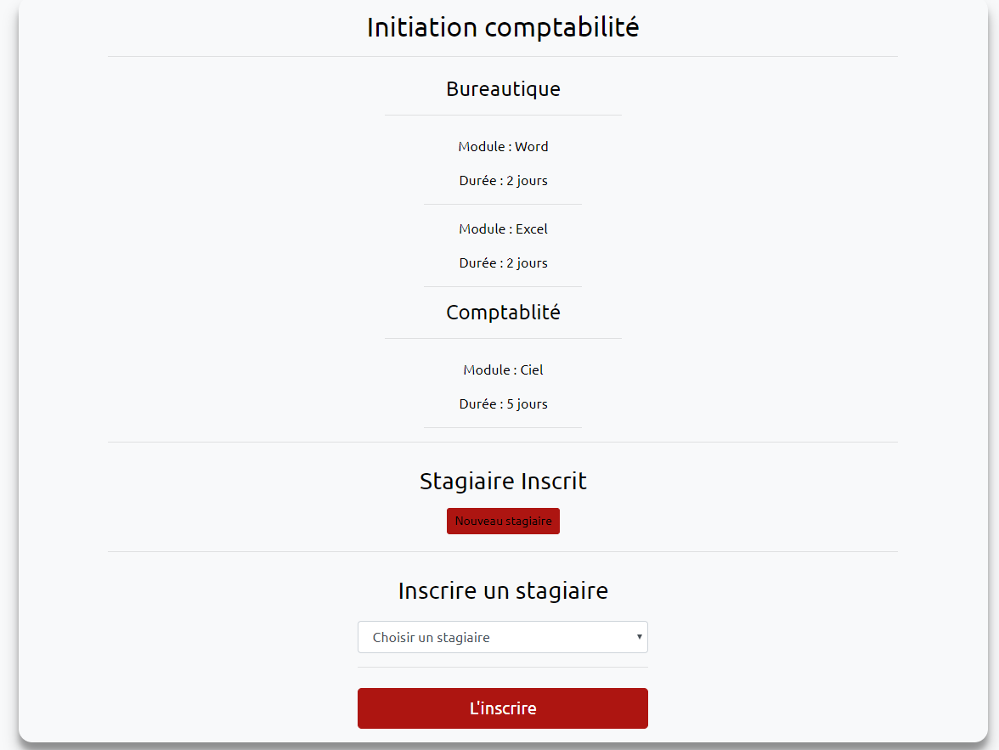 Initiation comptabilité
Bureautique
Module : Word
Durée : 2 jours
Module : Excel
Durée : 2 jours
Comptablité
Module : Ciel
Durée : 5 jours
Stagiaire Inscrit
Nouveau stagiaire
Inscrire un stagiaire
Choisir un stagiaire
L'inscrire